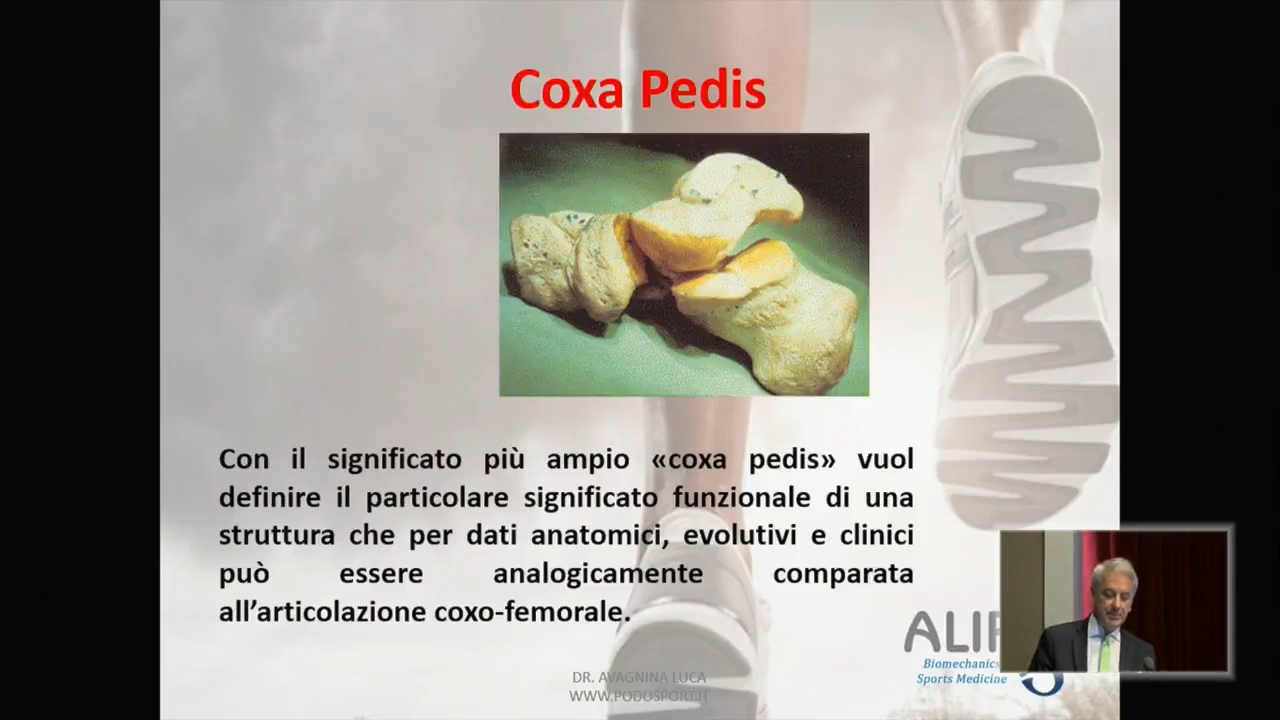 Coxa Pedis
Con il significato più ampio «coxa pedis» vuol
definire il particolare significato funzionale di una
struttura che per dati anatomici, evolutivi e clinici
può essere analogicamente comparata
all’articolazione coxo-femorale.
Biomechanics
Sports Medicine
DR. AVAGNINA LUCA
WWW.PODOSPORT.IT